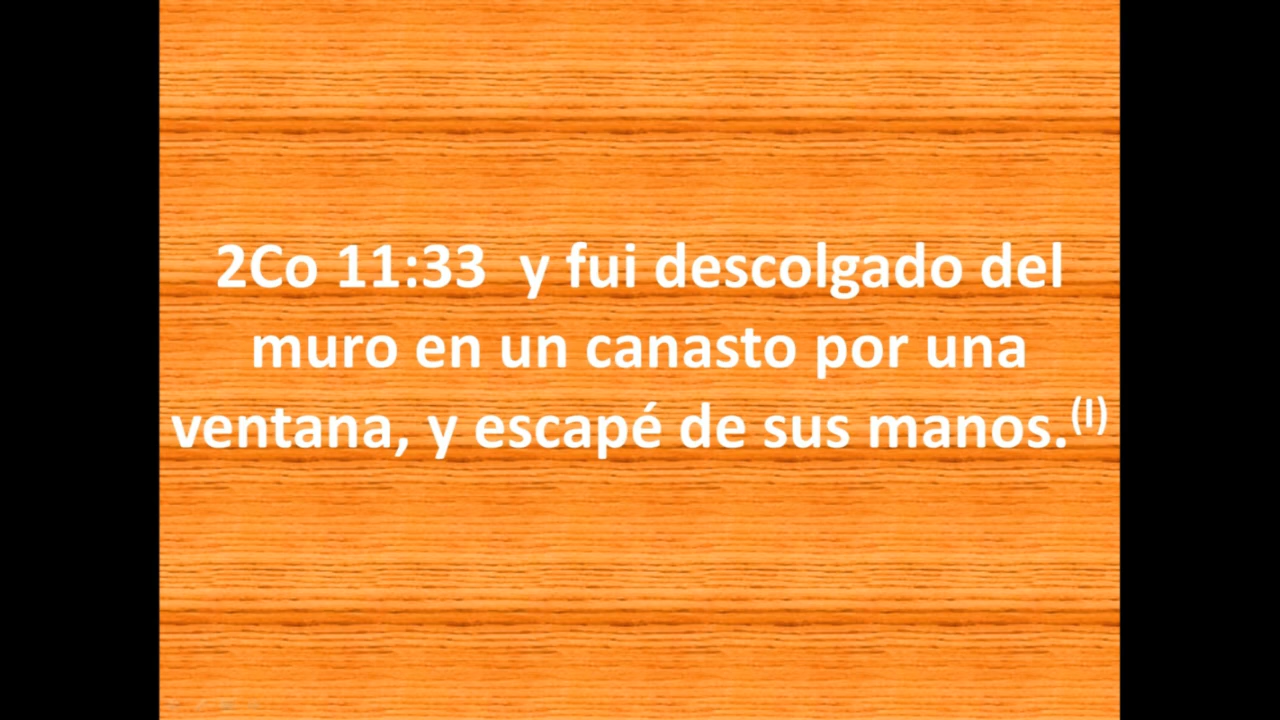 2Co 11:33  y fui descolgado del
muro en un canasto por una
ventana, y escapé de sus manos.(I)